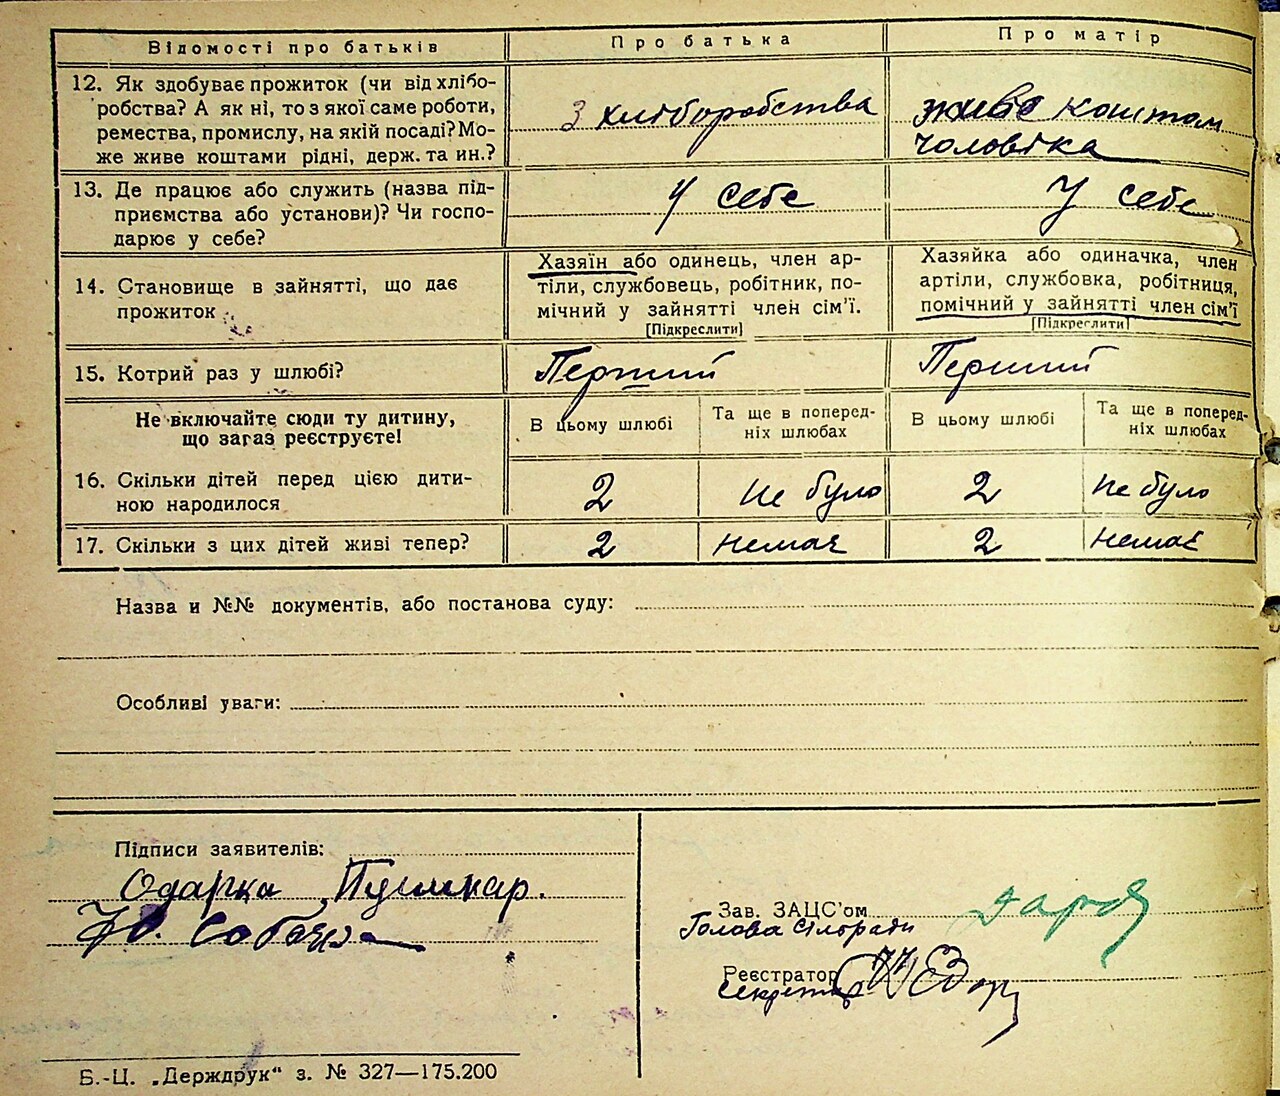 Відомості про батьків
Про батька
Про матір
12. Як здобуває прожиток (чи від хлібо-
робства? А як ні, то з якої саме роботи,
ремества, промислу, на якій посаді? Мо-
же живе коштами рідні, держ. та ин.?
З хліборобства
живе коштом
чоловіка
13. Де працює або служить (назва під-
приємства або установи)? Чи госпо-
дарює у себе?
У себе
У себе
14. Становище в зайнятті, що дає
прожиток
Хазяїн або одинець, член ар-
тіли, службовець, робітник, по-
мічний у зайнятті член сім'ї.
[Підкреслити]
Хазяйка або одиначка, член
артіли, службовка, робітниця,
помічний у зайнятті член сім'ї
[Підкреслити]
15. Котрий раз у шлюбі?
Перший
Перший
Не включайте сюди ту дитину,
що загаз реєструєте!
В цьому шлюбі
Та ще в поперед-
ніх шлюбах
В цьому шлюбі
Та ще в поперед-
ніх шлюбах
16. Скільки дітей перед цією дити-
ною народилося
2
не було
2
не було
17. Скільки з цих дітей живі тепер?
2
немає
2
немає
Назва и №№ документів, або постанова суду:
Особливі уваги:
Підписи заявителів:
Одарка Пушкар.
Зав. ЗАЦС'ом
Голова сілоради
Реєстратор
секретар
Б.-Ц. „Держдрук“ з. № 327—175.200